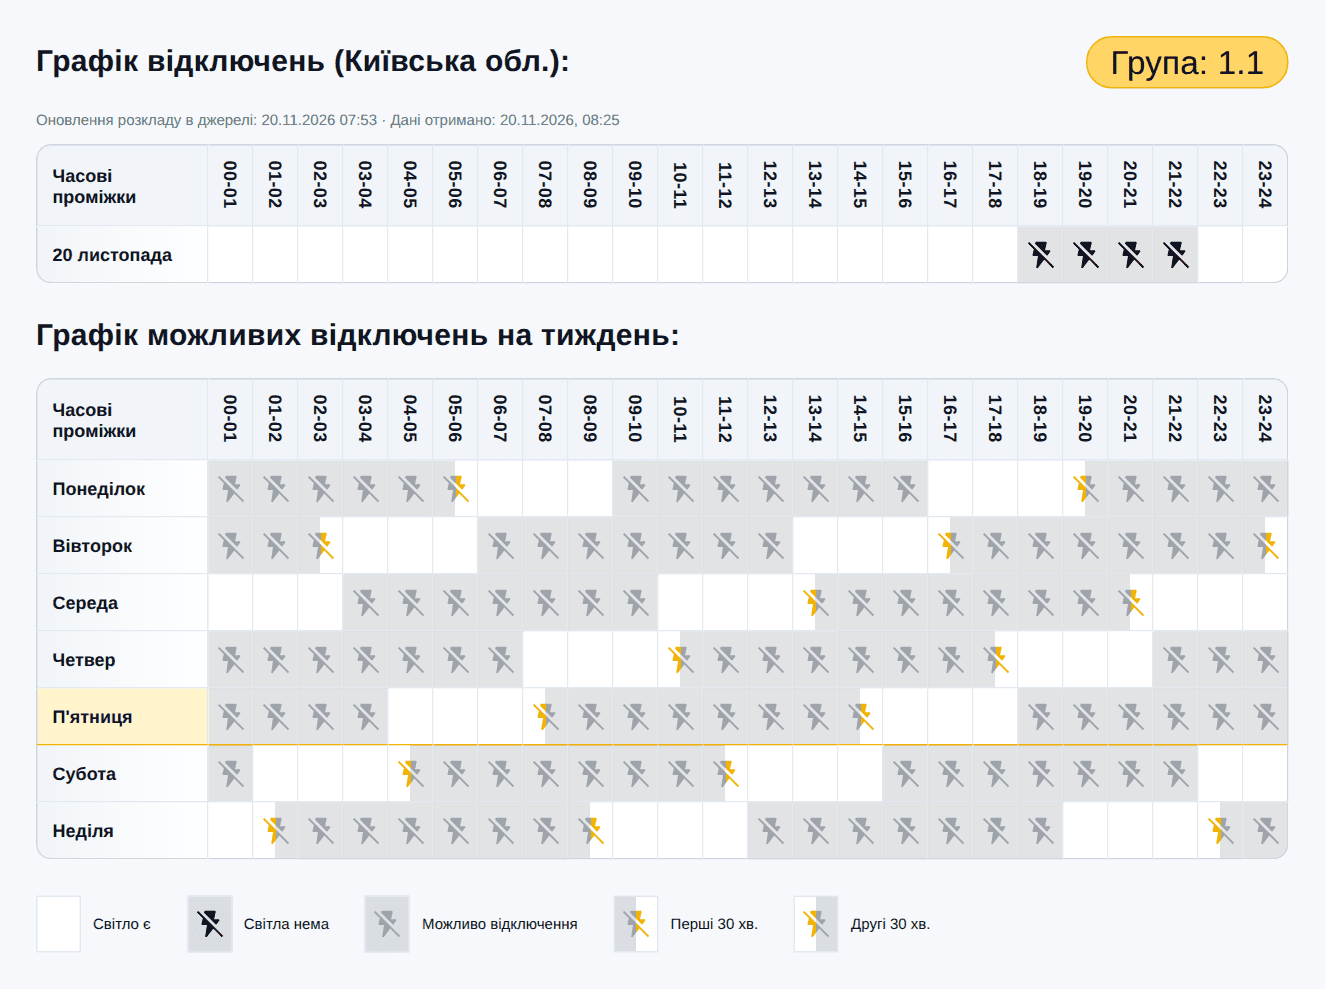 Графік відключень (Київська обл.):
Група: 1.1
Оновлення розкладу в джерелі: 20.11.2026 07:53 · Дані отримано: 20.11.2026, 08:25
Часові
проміжки
00-01 01-02 02-03 03-04 04-05 05-06 06-07 07-08 08-09 09-10 10-11 11-12 12-13 13-14 14-15 15-16 16-17 17-18 18-19 19-20 20-21 21-22 22-23 23-24
20 листопада
Графік можливих відключень на тиждень:
Часові
проміжки
00-01 01-02 02-03 03-04 04-05 05-06 06-07 07-08 08-09 09-10 10-11 11-12 12-13 13-14 14-15 15-16 16-17 17-18 18-19 19-20 20-21 21-22 22-23 23-24
Понеділок
Вівторок
Середа
Четвер
П'ятниця
Субота
Неділя
Світло є
Світла нема
Можливо відключення
Перші 30 хв.
Другі 30 хв.